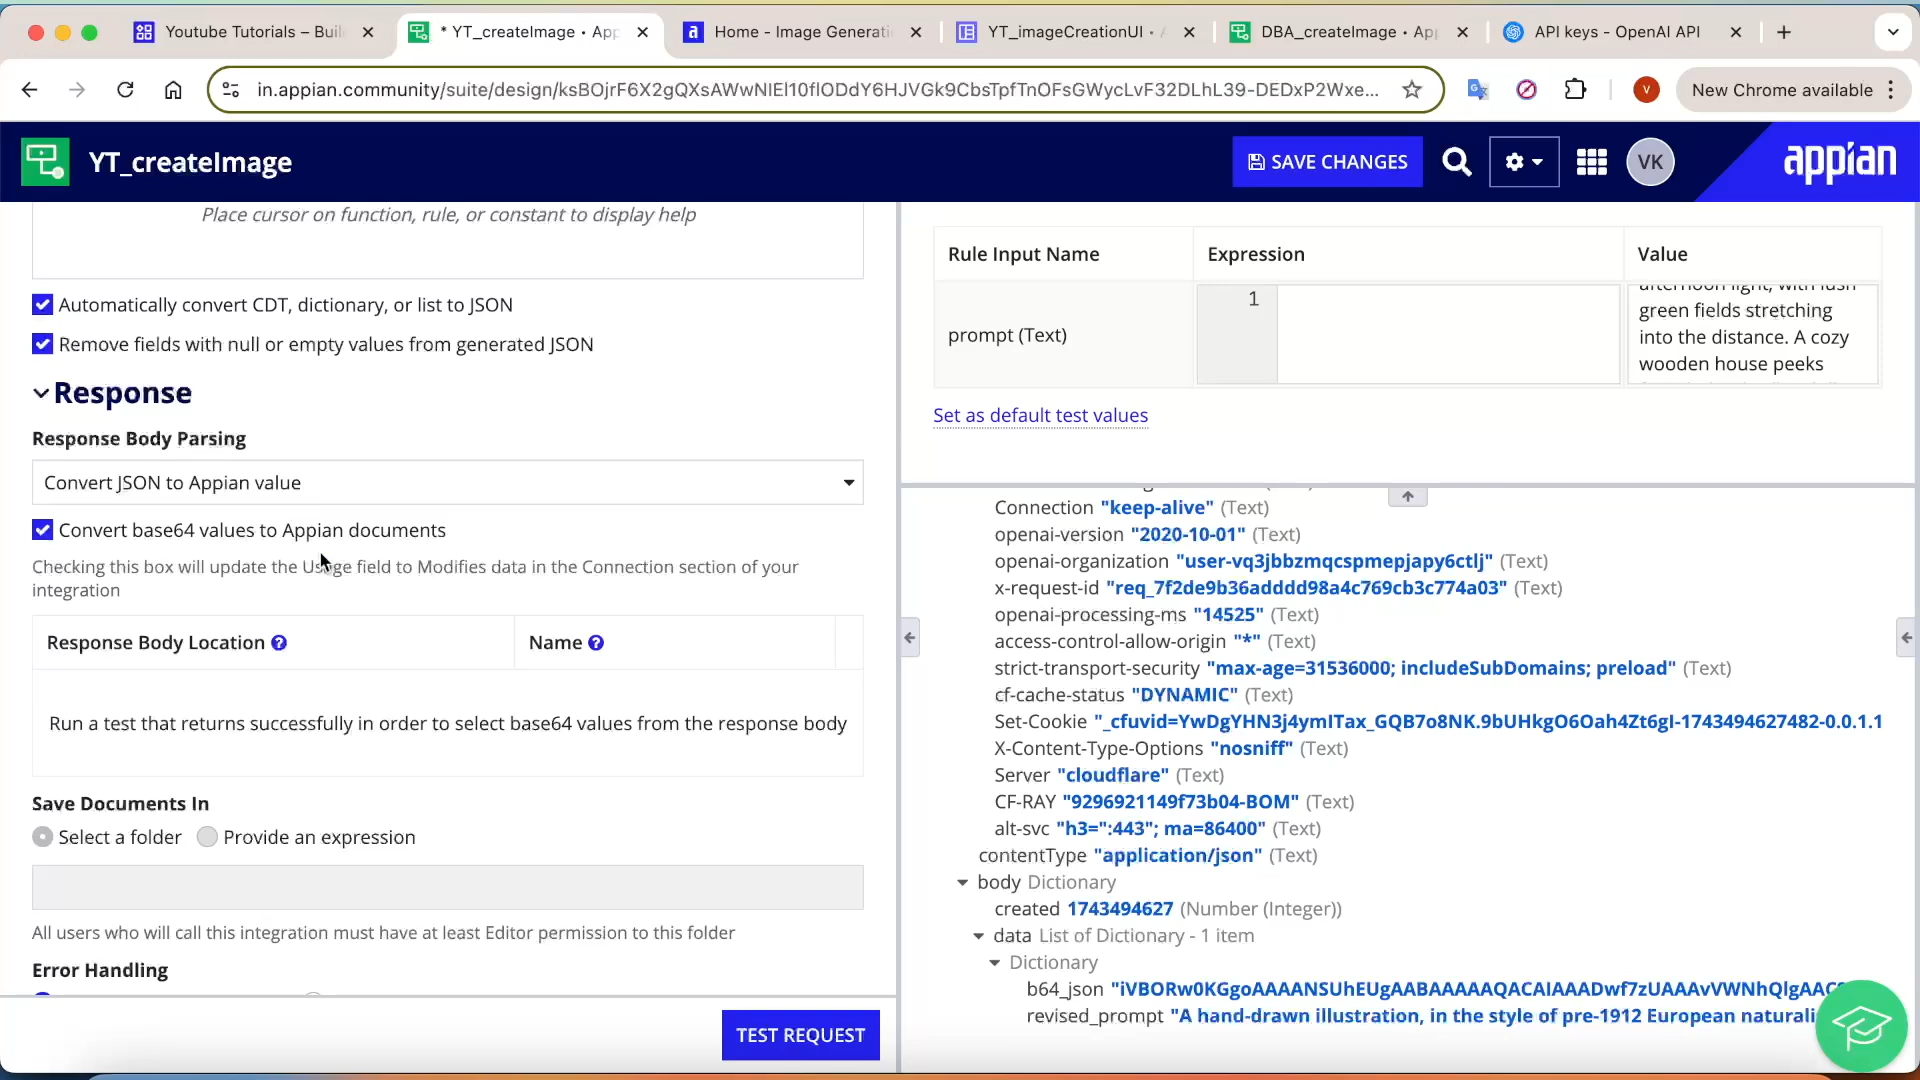 Youtube Tutorials – Buil
* YT_createImage • App
Home - Image Generati
YT_imageCreationUI •
DBA_createImage • App
API keys - OpenAI API
in.appian.community/suite/design/ksBOjrF6X2gQXsAWwNIEl10flODdY6HJVGk9CbsTpfTnOFsGWycLvF32DLhL39-DEDxP2Wxe...
V
New Chrome available
YT_createImage
SAVE CHANGES
VK
appian
Place cursor on function, rule, or constant to display help
Automatically convert CDT, dictionary, or list to JSON
Remove fields with null or empty values from generated JSON
Response
Response Body Parsing
Convert JSON to Appian value
Convert base64 values to Appian documents
Checking this box will update the Usage field to Modifies data in the Connection section of your
integration
Response Body Location
Name
Run a test that returns successfully in order to select base64 values from the response body
Save Documents In
Select a folder
Provide an expression
All users who will call this integration must have at least Editor permission to this folder
Error Handling
TEST REQUEST
Rule Input Name
Expression
Value
prompt (Text)
1
afternoon light, with lush
green fields stretching
into the distance. A cozy
wooden house peeks
Set as default test values
Connection "keep-alive" (Text)
openai-version "2020-10-01" (Text)
openai-organization "user-vq3jbbzmqcspmepjapy6ctlj" (Text)
x-request-id "req_7f2de9b36adddd98a4c769cb3c774a03" (Text)
openai-processing-ms "14525" (Text)
access-control-allow-origin "*" (Text)
strict-transport-security "max-age=31536000; includeSubDomains; preload" (Text)
cf-cache-status "DYNAMIC" (Text)
Set-Cookie "_cfuvid=YwDgYHN3j4ymITax_GQB7o8NK.9bUHkgO6Oah4Zt6gI-1743494627482-0.0.1.1
X-Content-Type-Options "nosniff" (Text)
Server "cloudflare" (Text)
CF-RAY "9296921149f73b04-BOM" (Text)
alt-svc "h3=":443"; ma=86400" (Text)
contentType "application/json" (Text)
body Dictionary
created 1743494627 (Number (Integer))
data List of Dictionary - 1 item
Dictionary
b64_json "iVBORw0KGgoAAAANSUhEUgAABAAAAAQACAIAAADwf7zUAAAvVWNhQlgAAC
revised_prompt "A hand-drawn illustration, in the style of pre-1912 European naturali